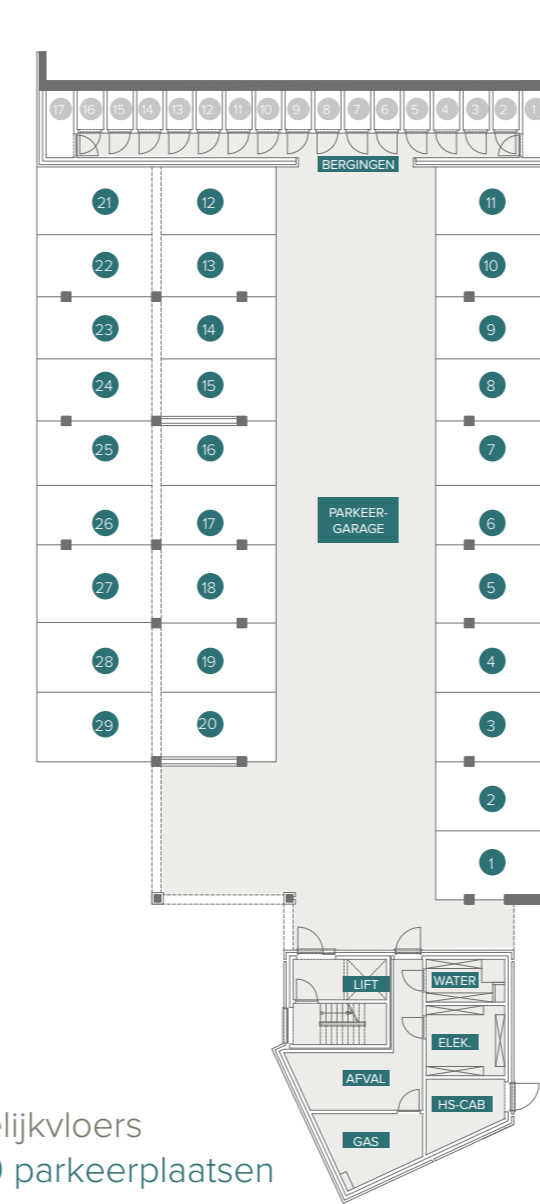 17 16 15 14 13 12 11 10 9 8 7 6 5 4 3 2 1
BERGINGEN
21 12 11
22 13 10
23 14 9
24 15 8
25 16 7
PARKEER-
GARAGE
26 17 6
27 18 5
28 19 4
29 20 3
2
1
LIFT WATER
ELEK.
AFVAL
HS-CAB
GAS
elijkvloers
parkeerplaatsen